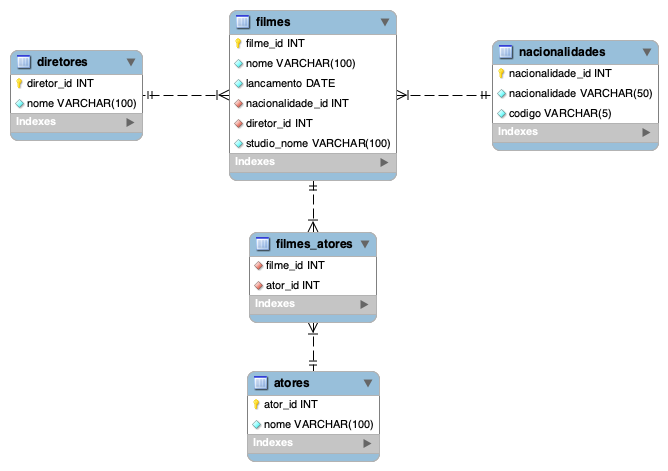 filmes
filme_id INT
nome VARCHAR(100)
lancamento DATE
nacionalidade_id INT
diretor_id INT
studio_nome VARCHAR(100)
Indexes
diretores
diretor_id INT
nome VARCHAR(100)
Indexes
nacionalidades
nacionalidade_id INT
nacionalidade VARCHAR(50)
codigo VARCHAR(5)
Indexes
filmes_atores
filme_id INT
ator_id INT
Indexes
atores
ator_id INT
nome VARCHAR(100)
Indexes